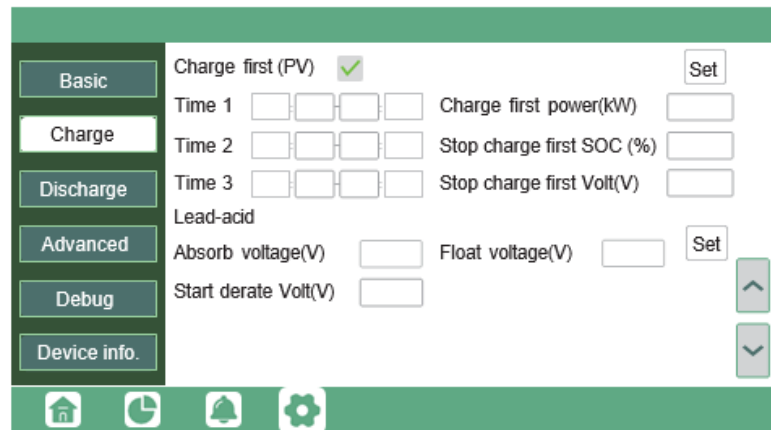 Basic
Charge
Discharge
Advanced
Debug
Device info.
Charge first (PV)
Set
Time 1
Charge first power(kW)
Time 2
Stop charge first SOC (%)
Time 3
Stop charge first Volt(V)
Lead-acid
Absorb voltage(V)
Float voltage(V)
Set
Start derate Volt(V)